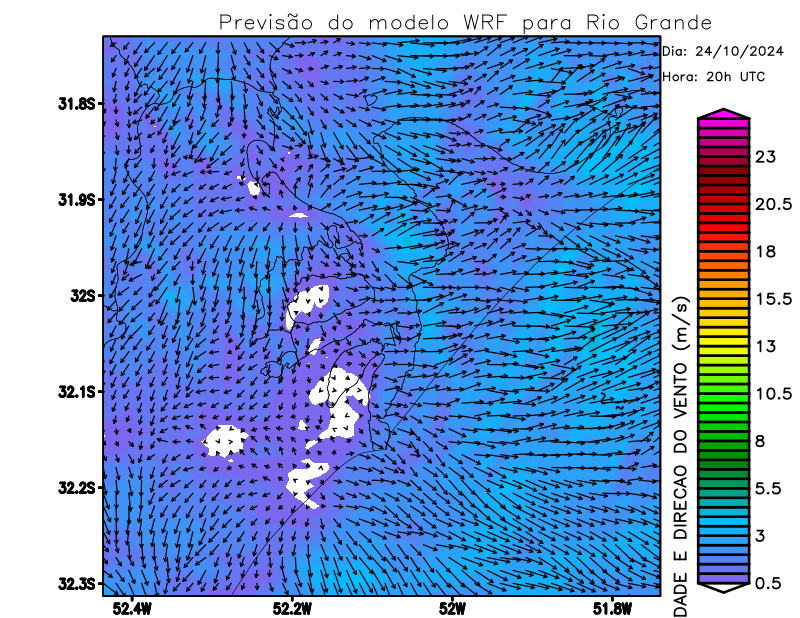 Previsão do modelo WRF para Rio Grande
Dia: 24/10/2024
Hora: 20h UTC
31.8S
31.9S
32S
32.1S
32.2S
32.3S
52.4W
52.2W
52W
51.8W
23
20.5
18
15.5
13
10.5
8
5.5
3
0.5
DADE E DIRECAO DO VENTO (m/s)